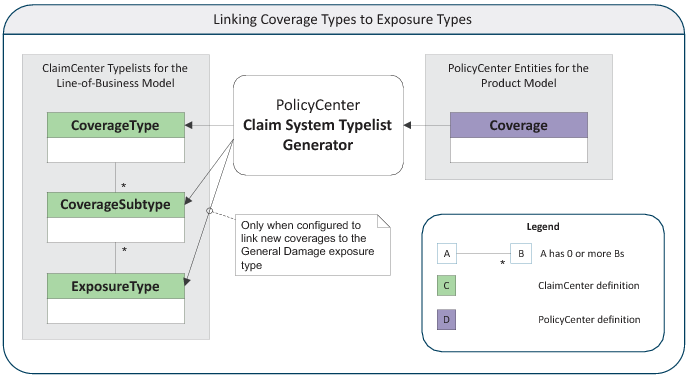 Linking Coverage Types to Exposure Types
ClaimCenter Typelists for the
Line-of-Business Model
CoverageType
*
CoverageSubtype
*
ExposureType
PolicyCenter
Claim System Typelist
Generator
Only when configured to
link new coverages to the
General Damage exposure
type
PolicyCenter Entities for the
Product Model
Coverage
Legend
A
*
B
A has 0 or more Bs
C
ClaimCenter definition
D
PolicyCenter definition